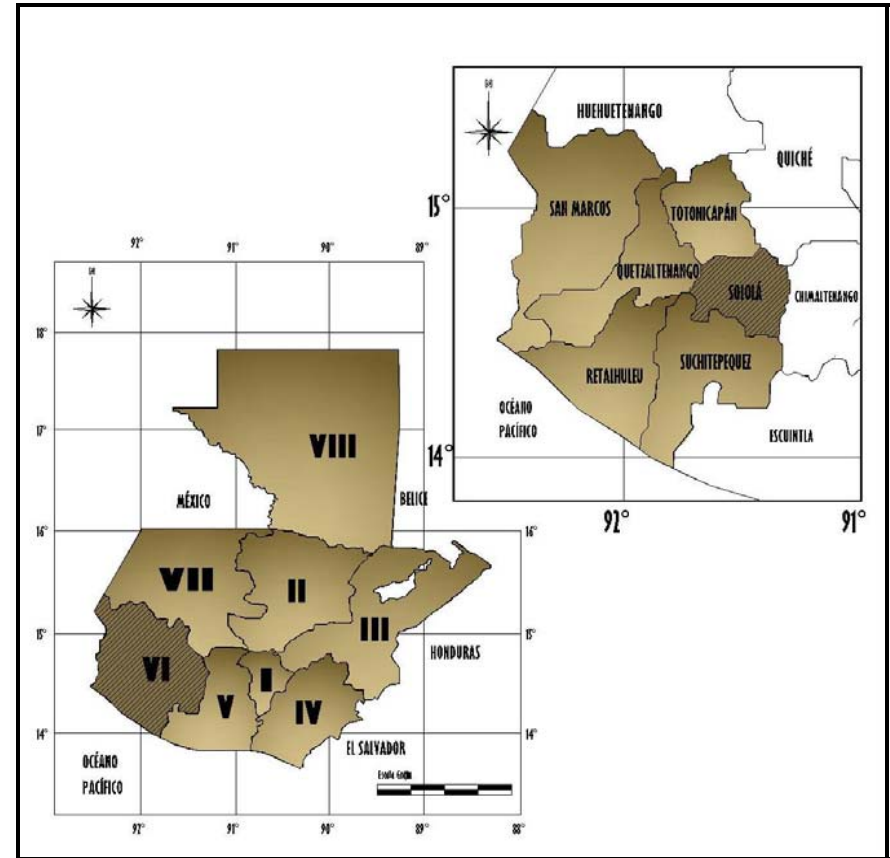 N
HUEHUETENANGO
QUICHÉ
15°
SAN MARCOS
TOTONICAPÁN
QUETZALTENANGO
SOLOLÁ
CHIMALTENANGO
RETALHULEU
SUCHITEPEQUEZ
OCÉANO
PACÍFICO
ESCUINTLA
14°
92°
91°
92°
91°
90°
89°
N
18°
17°
VIII
MÉXICO
BELICE
16°
16°
VII
II
III
15°
15°
HONDURAS
VI
I
V
IV
14°
14°
EL SALVADOR
OCÉANO
PACÍFICO
Escala
92°
91°
90°
89°
88°